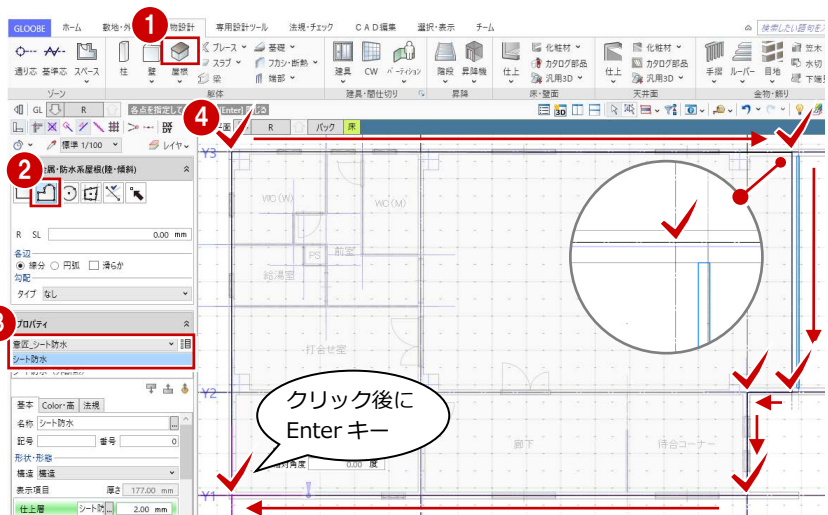 GLOOBE ホーム 敷地・外 物設計 専用設計ツール 法規・チェック CAD編集 選択・表示 チーム 検索したい語句を
1
通り芯 基準芯 スペース
柱 壁 屋根
ブレース 基礎
スラブ フカシ・断熱
梁 端部
建具 CW パーテイション
階段 昇降機
仕上
化粧材
カタログ部品
汎用3D
仕上
化粧材
カタログ部品
汎用3D
手摺 ルーバー 目地
笠木
水切
下端
ゾーン 躯体 建具・間仕切り 昇降 床・壁面 天井面 金物・飾り
GL R 各点を指定して [Enter]
4
平面 R バック 床
標準 1/100 レイヤ
2
金属・防水系屋根(陸・傾斜)
R SL 0.00 mm
各辺
線分 円弧 滑らか
勾配
タイプ なし
3
プロパティ
意匠_シート防水
シート防水
基本 Color・高 法規
名称 シート防水
記号 番号 0
形状・形態
構造 構造
表示項目 厚さ 177.00 mm
仕上層 シート防 2.00 mm
Y3
WC (W)
WC (M)
PS
前室
給湯室
打合せ室
Y2
クリック後に
Enter キー
対角度 0.00 度
廊下
待合コーナー
Y1